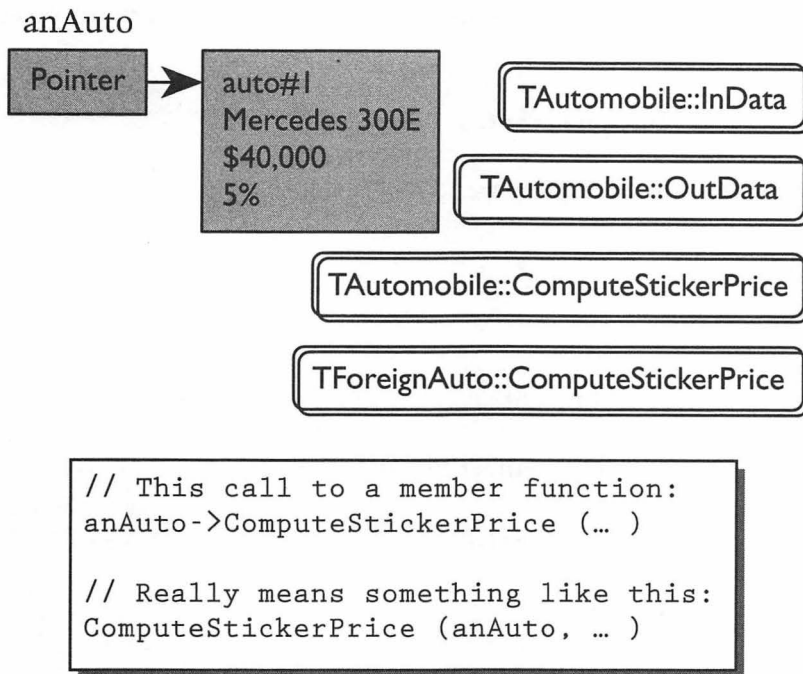 anAuto
Pointer
auto#1
Mercedes 300E
$40,000
5%
TAutomobile::InData
TAutomobile::OutData
TAutomobile::ComputeStickerPrice
TForeignAuto::ComputeStickerPrice
// This call to a member function:
anAuto->ComputeStickerPrice (… )
// Really means something like this:
ComputeStickerPrice (anAuto, … )